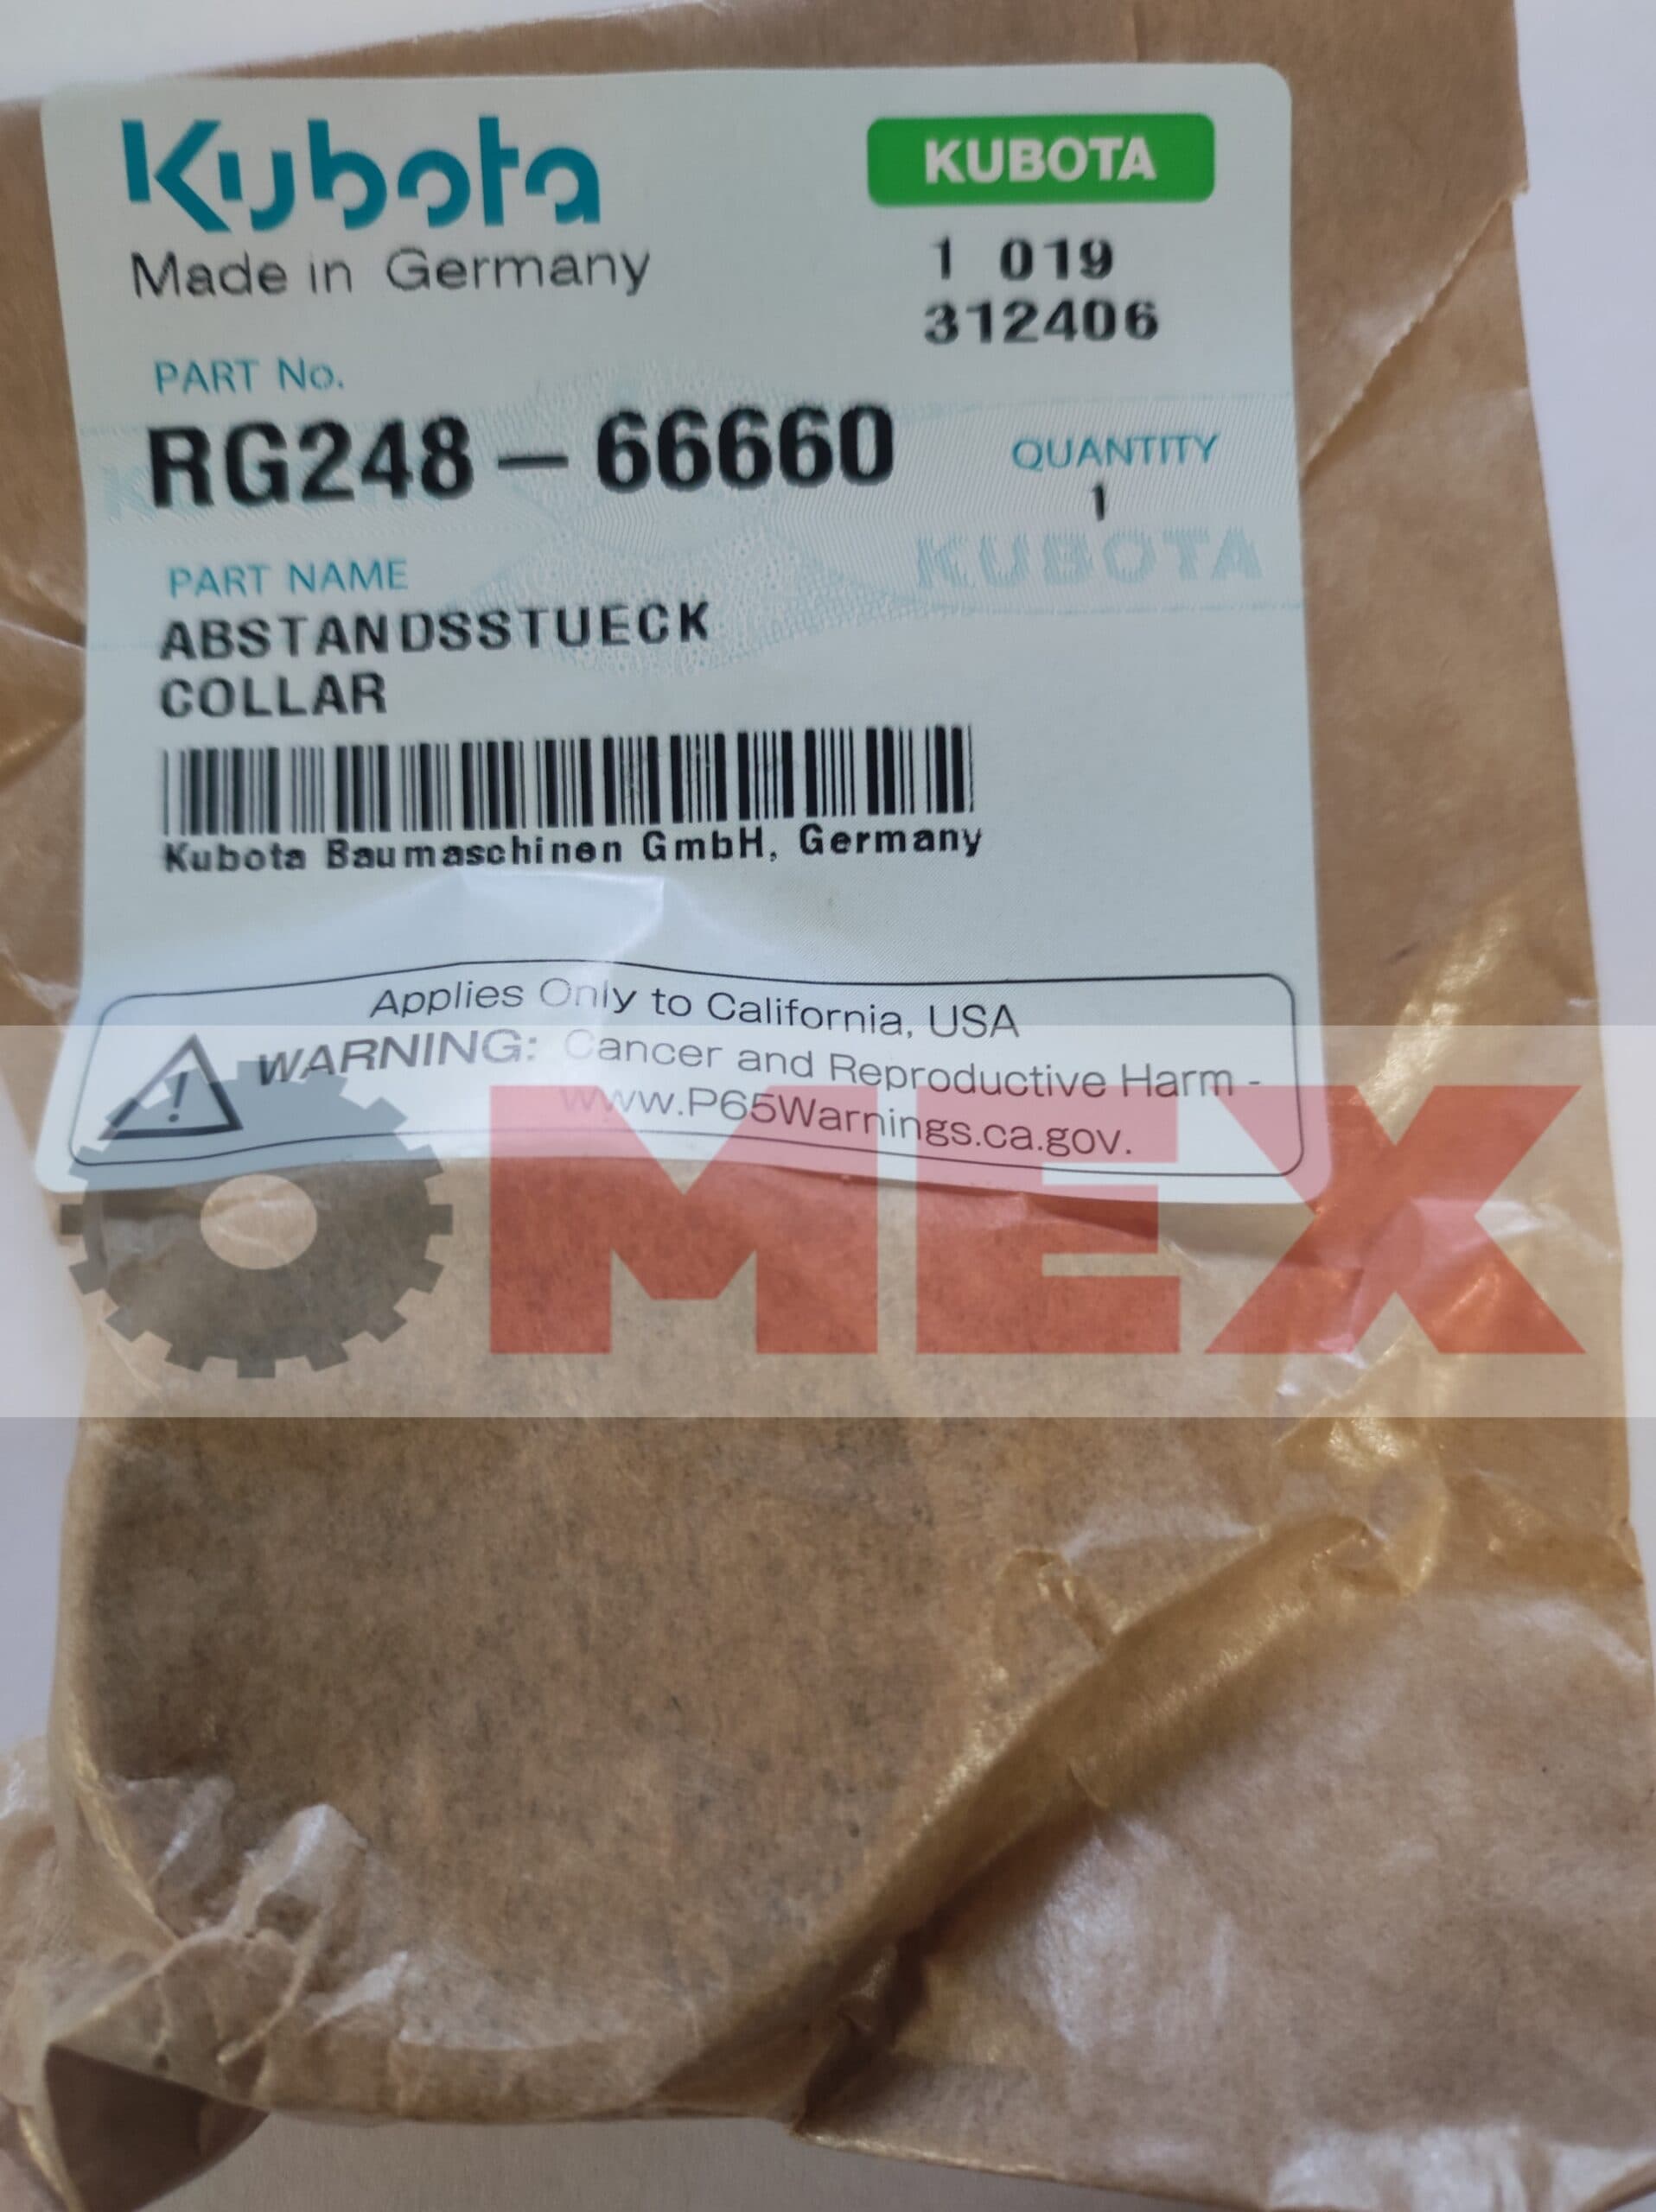 Kubota
KUBOTA
Made in Germany
1 019
312406
PART No.
RG248-66660
QUANTITY
1
KUBOTA
PART NAME
ABSTANDSSTUECK
COLLAR
Kubota Baumaschinen GmbH, Germany
Applies Only to California, USA
WARNING: Cancer and Reproductive Harm -
www.P65Warnings.ca.gov.
OMEX